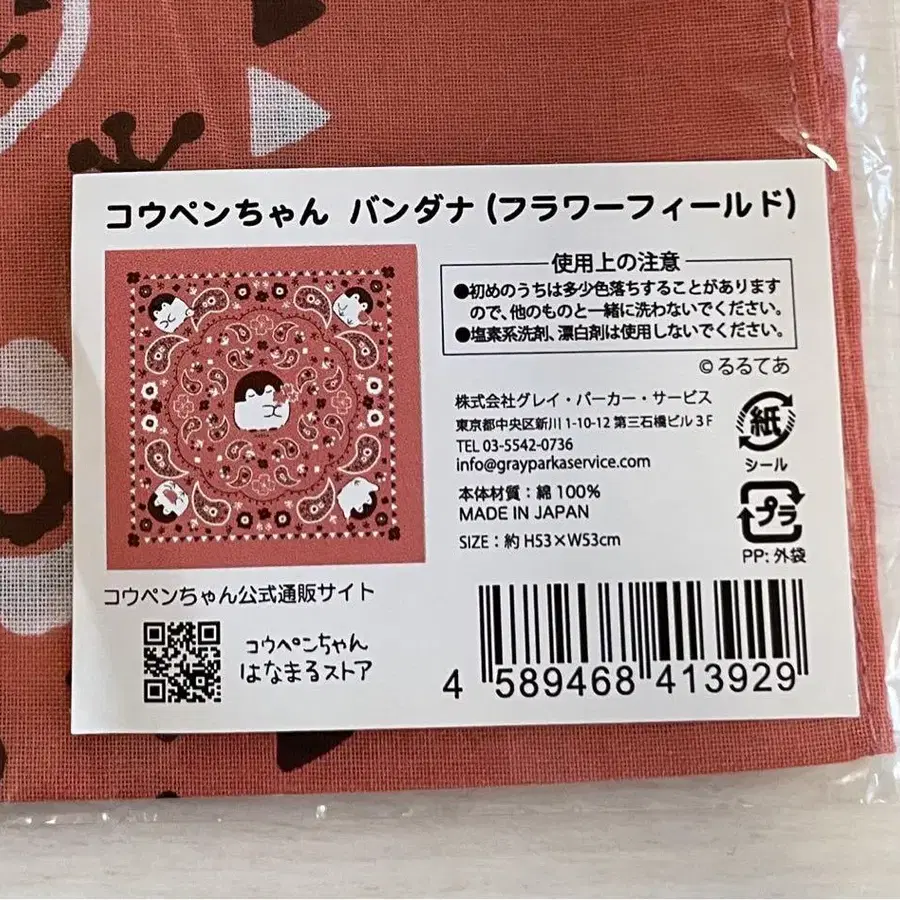 コウペンちゃん バンダナ (フラワーフィールド)
使用上の注意
●初めのうちは多少色落ちすることがあります
ので、他のものと一緒に洗わないでください。
●塩素系洗剤、漂白剤は使用しないでください。
©るるてあ
株式会社グレイ・パーカー・サービス
東京都中央区新川 1-10-12 第三石橋ビル 3F
TEL 03-5542-0736
info@grayparkaservice.com
本体材質：綿 100%
MADE IN JAPAN
SIZE：約 H53×W53cm
紙
シール
プラ
PP: 外袋
コウペンちゃん公式通販サイト
コウペンちゃん
はなまるストア
4 589468 413929